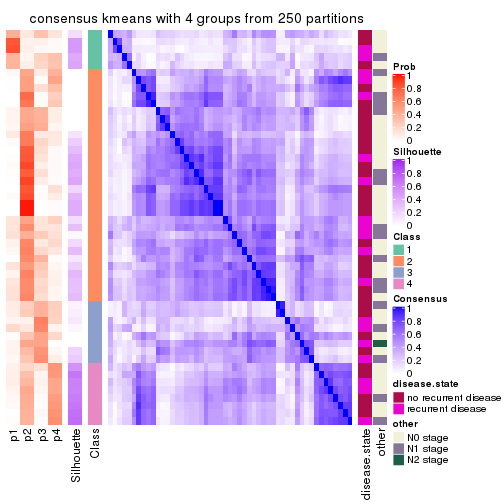 consensus kmeans with 4 groups from 250 partitions
Prob
1
0.8
0.6
0.4
0.2
0
Silhouette
1
0.8
0.6
0.4
0.2
0
Class
1
2
3
4
Consensus
1
0.8
0.6
0.4
0.2
0
disease.state
no recurrent disease
recurrent disease
other
N0 stage
N1 stage
N2 stage
p1
p2
p3
p4
Silhouette
Class
disease.state
other